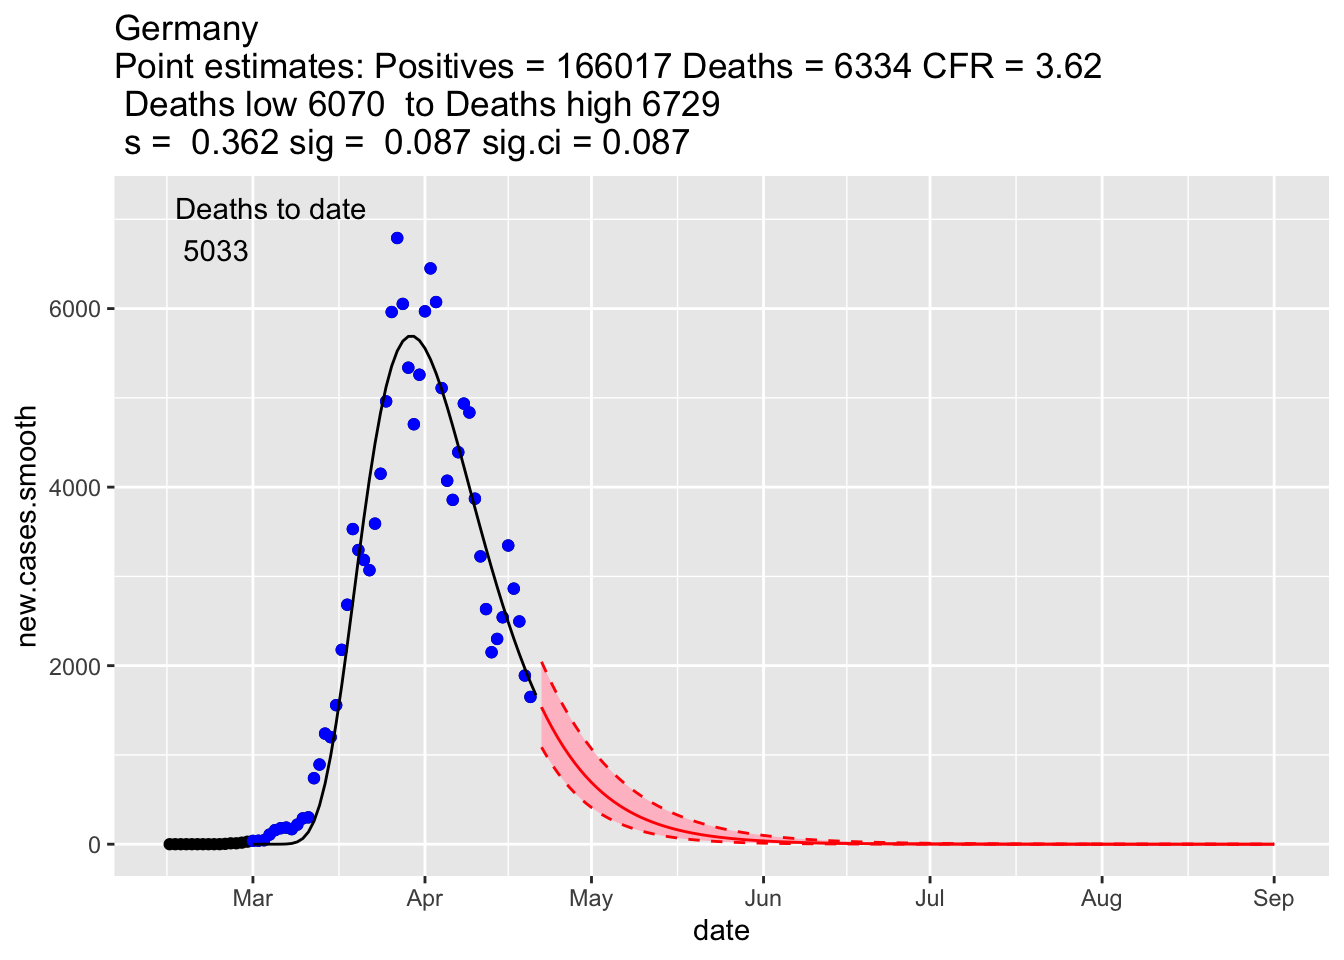 Germany
Point estimates: Positives = 166017 Deaths = 6334 CFR = 3.62
Deaths low 6070  to Deaths high 6729
s =  0.362 sig =  0.087 sig.ci = 0.087
Deaths to date
5033
new.cases.smooth
6000
4000
2000
0
Mar Apr May Jun Jul Aug Sep
date